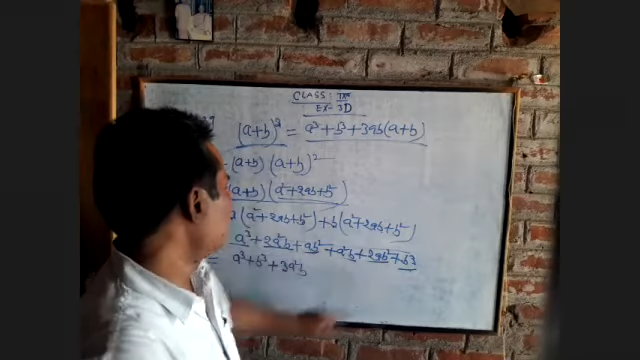 CLASS: IX
EX-3D
(a+b)³ = a³+b³+3ab(a+b)
(a+b) (a+b)²
(a+b) (a²+2ab+b²)
a(a²+2ab+b²)+b(a²+2ab+b²)
a³+2a²b+ab²+a²b+2ab²+b³
= a³+b³+3a²b